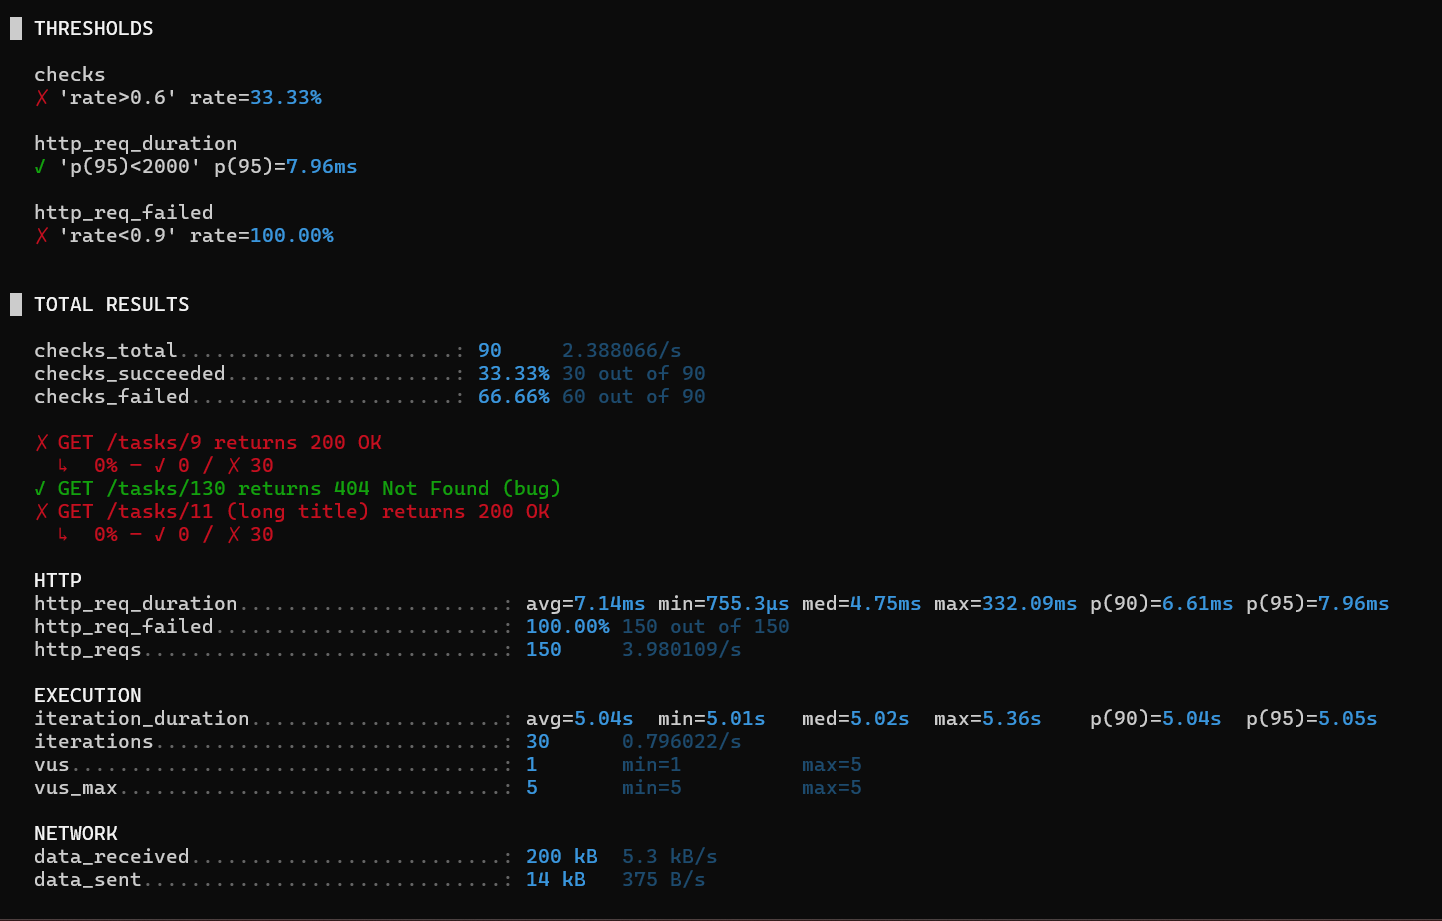 THRESHOLDS
checks
✗ 'rate>0.6' rate=33.33%
http_req_duration
✓ 'p(95)<2000' p(95)=7.96ms
http_req_failed
✗ 'rate<0.9' rate=100.00%
TOTAL RESULTS
checks_total.......................: 90     2.388066/s
checks_succeeded...................: 33.33% 30 out of 90
checks_failed......................: 66.66% 60 out of 90
✗ GET /tasks/9 returns 200 OK
↳  0% — ✓ 0 / ✗ 30
✓ GET /tasks/130 returns 404 Not Found (bug)
✗ GET /tasks/11 (long title) returns 200 OK
↳  0% — ✓ 0 / ✗ 30
HTTP
http_req_duration......................: avg=7.14ms min=755.3µs med=4.75ms max=332.09ms p(90)=6.61ms p(95)=7.96ms
http_req_failed........................: 100.00% 150 out of 150
http_reqs..............................: 150     3.980109/s
EXECUTION
iteration_duration.....................: avg=5.04s  min=5.01s   med=5.02s  max=5.36s    p(90)=5.04s  p(95)=5.05s
iterations.............................: 30      0.796022/s
vus....................................: 1       min=1          max=5
vus_max................................: 5       min=5          max=5
NETWORK
data_received..........................: 200 kB  5.3 kB/s
data_sent..............................: 14 kB   375 B/s